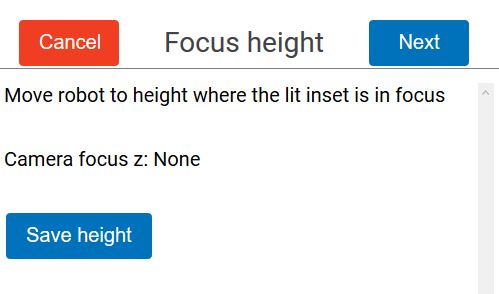 Cancel Focus height Next
Move robot to height where the lit inset is in focus
Camera focus z: None
Save height